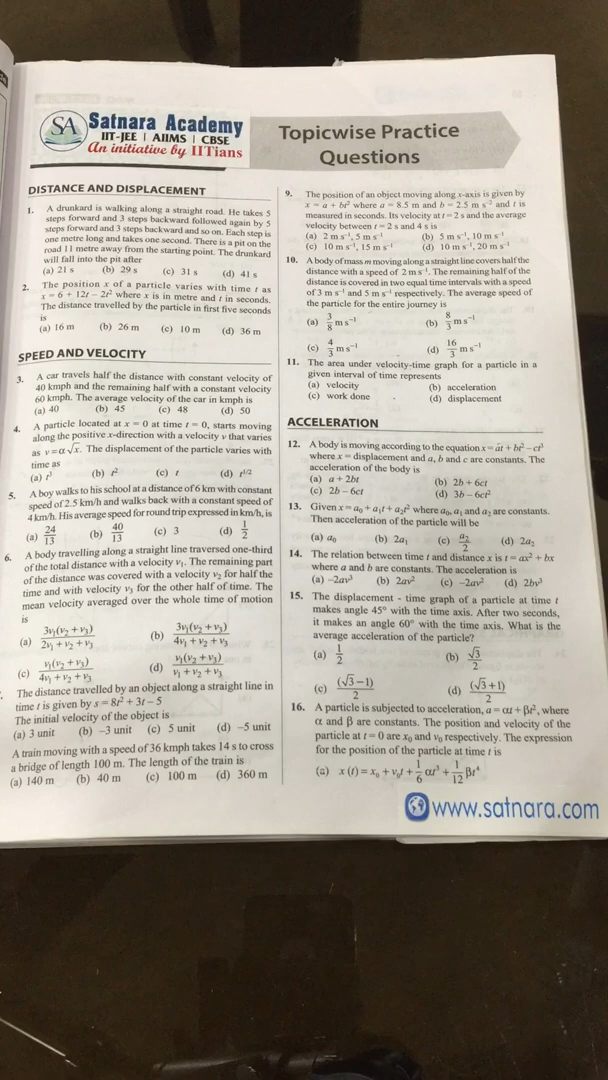 SA Satnara Academy
IIT-JEE | AIIMS | CBSE
An initiative by IITians
Topicwise Practice
Questions
DISTANCE AND DISPLACEMENT
1. A drunkard is walking along a straight road. He takes 5
steps forward and 3 steps backward followed again by 5
steps forward and 3 steps backward and so on. Each step is
one metre long and takes one second. There is a pit on the
road 11 metre away from the starting point. The drunkard
will fall into the pit after
(a) 21 s (b) 29 s (c) 31 s (d) 41 s
2. The position x of a particle varies with time t as
x = 6 + 12t – 2t² where x is in metre and t in seconds.
The distance travelled by the particle in first five seconds
is
(a) 16 m (b) 26 m (c) 10 m (d) 36 m
SPEED AND VELOCITY
3. A car travels half the distance with constant velocity of
40 kmph and the remaining half with a constant velocity
60 kmph. The average velocity of the car in kmph is
(a) 40 (b) 45 (c) 48 (d) 50
4. A particle located at x = 0 at time t = 0, starts moving
along the positive x-direction with a velocity v that varies
as v = α√x. The displacement of the particle varies with
time as
(a) t³ (b) t² (c) t (d) t^1/2
5. A boy walks to his school at a distance of 6 km with constant
speed of 2.5 km/h and walks back with a constant speed of
4 km/h. His average speed for round trip expressed in km/h, is
(a) 24/13 (b) 40/13 (c) 3 (d) 1/2
6. A body travelling along a straight line traversed one-third
of the total distance with a velocity v₁. The remaining part
of the distance was covered with a velocity v₂ for half the
time and with velocity v₃ for the other half of time. The
mean velocity averaged over the whole time of motion
is
(a) 3v₁(v₂ + v₃)/2v₁ + v₂ + v₃ (b) 3v₁(v₂ + v₃)/4v₁ + v₂ + v₃
(c) v₁(v₂ + v₃)/4v₁ + v₂ + v₃ (d) v₁(v₂ + v₃)/v₁ + v₂ + v₃
The distance travelled by an object along a straight line in
time t is given by s = 8t² + 3t – 5
The initial velocity of the object is
(a) 3 unit (b) –3 unit (c) 5 unit (d) –5 unit
A train moving with a speed of 36 kmph takes 14 s to cross
a bridge of length 100 m. The length of the train is
(a) 140 m (b) 40 m (c) 100 m (d) 360 m
9. The position of an object moving along x-axis is given by
x = a + bt² where a = 8.5 m and b = 2.5 m s⁻² and t is
measured in seconds. Its velocity at t = 2 s and the average
velocity between t = 2 s and 4 s is
(a) 2 m s⁻¹, 5 m s⁻¹ (b) 5 m s⁻¹, 10 m s⁻¹
(c) 10 m s⁻¹, 15 m s⁻¹ (d) 10 m s⁻¹, 20 m s⁻¹
10. A body of mass m moving along a straight line covers half the
distance with a speed of 2 m s⁻¹. The remaining half of the
distance is covered in two equal time intervals with a speed
of 3 m s⁻¹ and 5 m s⁻¹ respectively. The average speed of
the particle for the entire journey is
(a) 3/8 m s⁻¹ (b) 8/3 m s⁻¹
(c) 4/3 m s⁻¹ (d) 16/3 m s⁻¹
11. The area under velocity-time graph for a particle in a
given interval of time represents
(a) velocity (b) acceleration
(c) work done (d) displacement
ACCELERATION
12. A body is moving according to the equation x = at + bt² – ct³
where x = displacement and a, b and c are constants. The
acceleration of the body is
(a) a + 2bt (b) 2b + 6ct
(c) 2b – 6ct (d) 3b – 6ct²
13. Given x = a₀ + a₁t + a₂t² where a₀, a₁ and a₂ are constants.
Then acceleration of the particle will be
(a) a₀ (b) 2a₁ (c) a₂/2 (d) 2a₂
14. The relation between time t and distance x is t = ax² + bx
where a and b are constants. The acceleration is
(a) –2av³ (b) 2av² (c) –2av² (d) 2bv³
15. The displacement - time graph of a particle at time t
makes angle 45° with the time axis. After two seconds,
it makes an angle 60° with the time axis. What is the
average acceleration of the particle?
(a) 1/2 (b) √3/2
(c) (√3–1)/2 (d) (√3+1)/2
16. A particle is subjected to acceleration, a = αt + βt², where
α and β are constants. The position and velocity of the
particle at t = 0 are x₀ and v₀ respectively. The expression
for the position of the particle at time t is
(a) x (t) = x₀ + v₀t + 1/6 αt³ + 1/12 βt⁴
www.satnara.com